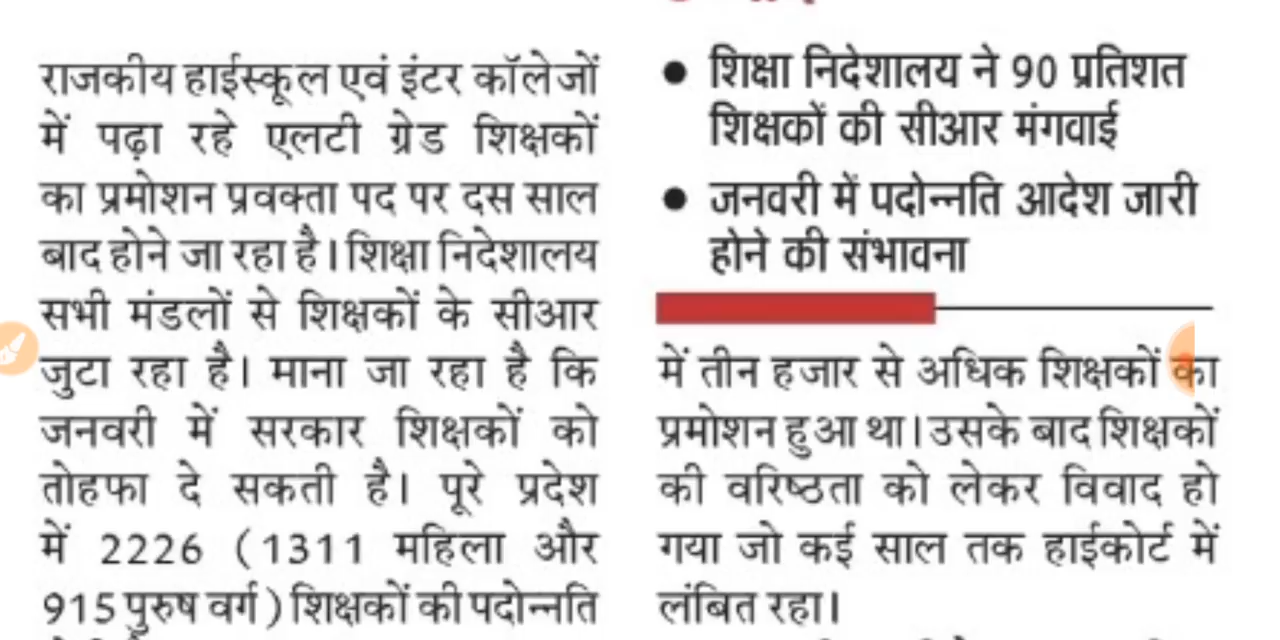 राजकीय हाईस्कूल एवं इंटर कॉलेजों
में पढ़ा रहे एलटी ग्रेड शिक्षकों
का प्रमोशन प्रवक्ता पद पर दस साल
बाद होने जा रहा है। शिक्षा निदेशालय
सभी मंडलों से शिक्षकों के सीआर
जुटा रहा है। माना जा रहा है कि
जनवरी में सरकार शिक्षकों को
तोहफा दे सकती है। पूरे प्रदेश
में 2226 (1311 महिला और
915 पुरुष वर्ग) शिक्षकों की पदोन्नति
● शिक्षा निदेशालय ने 90 प्रतिशत
शिक्षकों की सीआर मंगवाई
● जनवरी में पदोन्नति आदेश जारी
होने की संभावना
में तीन हजार से अधिक शिक्षकों का
प्रमोशन हुआ था। उसके बाद शिक्षकों
की वरिष्ठता को लेकर विवाद हो
गया जो कई साल तक हाईकोर्ट में
लंबित रहा।